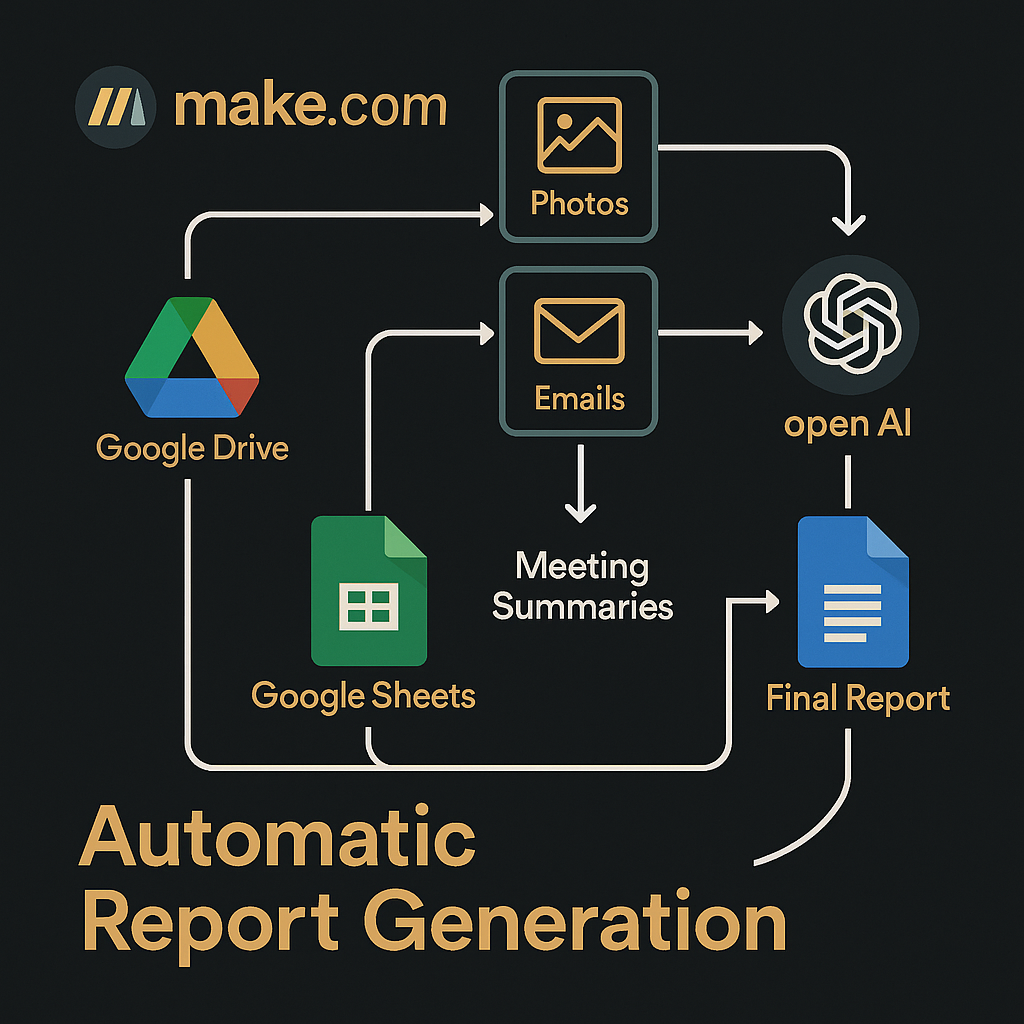 make.com
Photos
Emails
Google Drive
open AI
Meeting
Summaries
Google Sheets
Final Report
Automatic
Report Generation